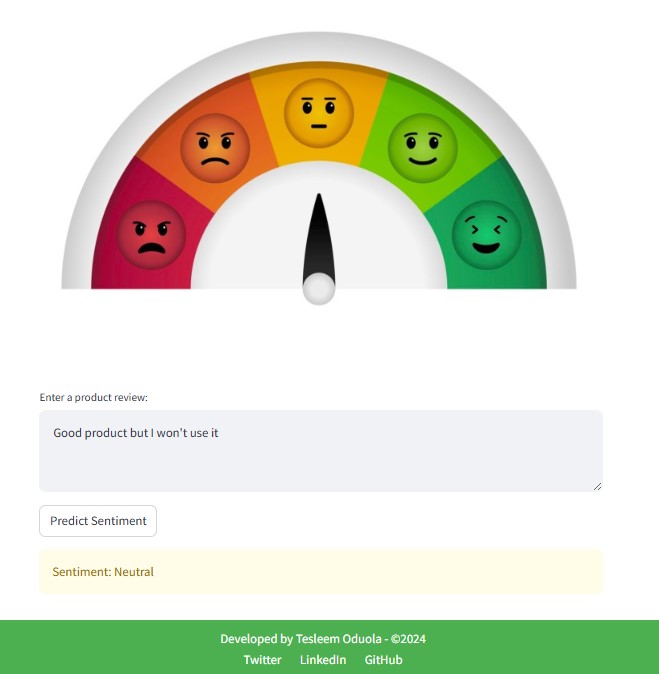 Enter a product review:
Good product but I won't use it
Predict Sentiment
Sentiment: Neutral
Developed by Tesleem Oduola - ©2024
Twitter LinkedIn GitHub